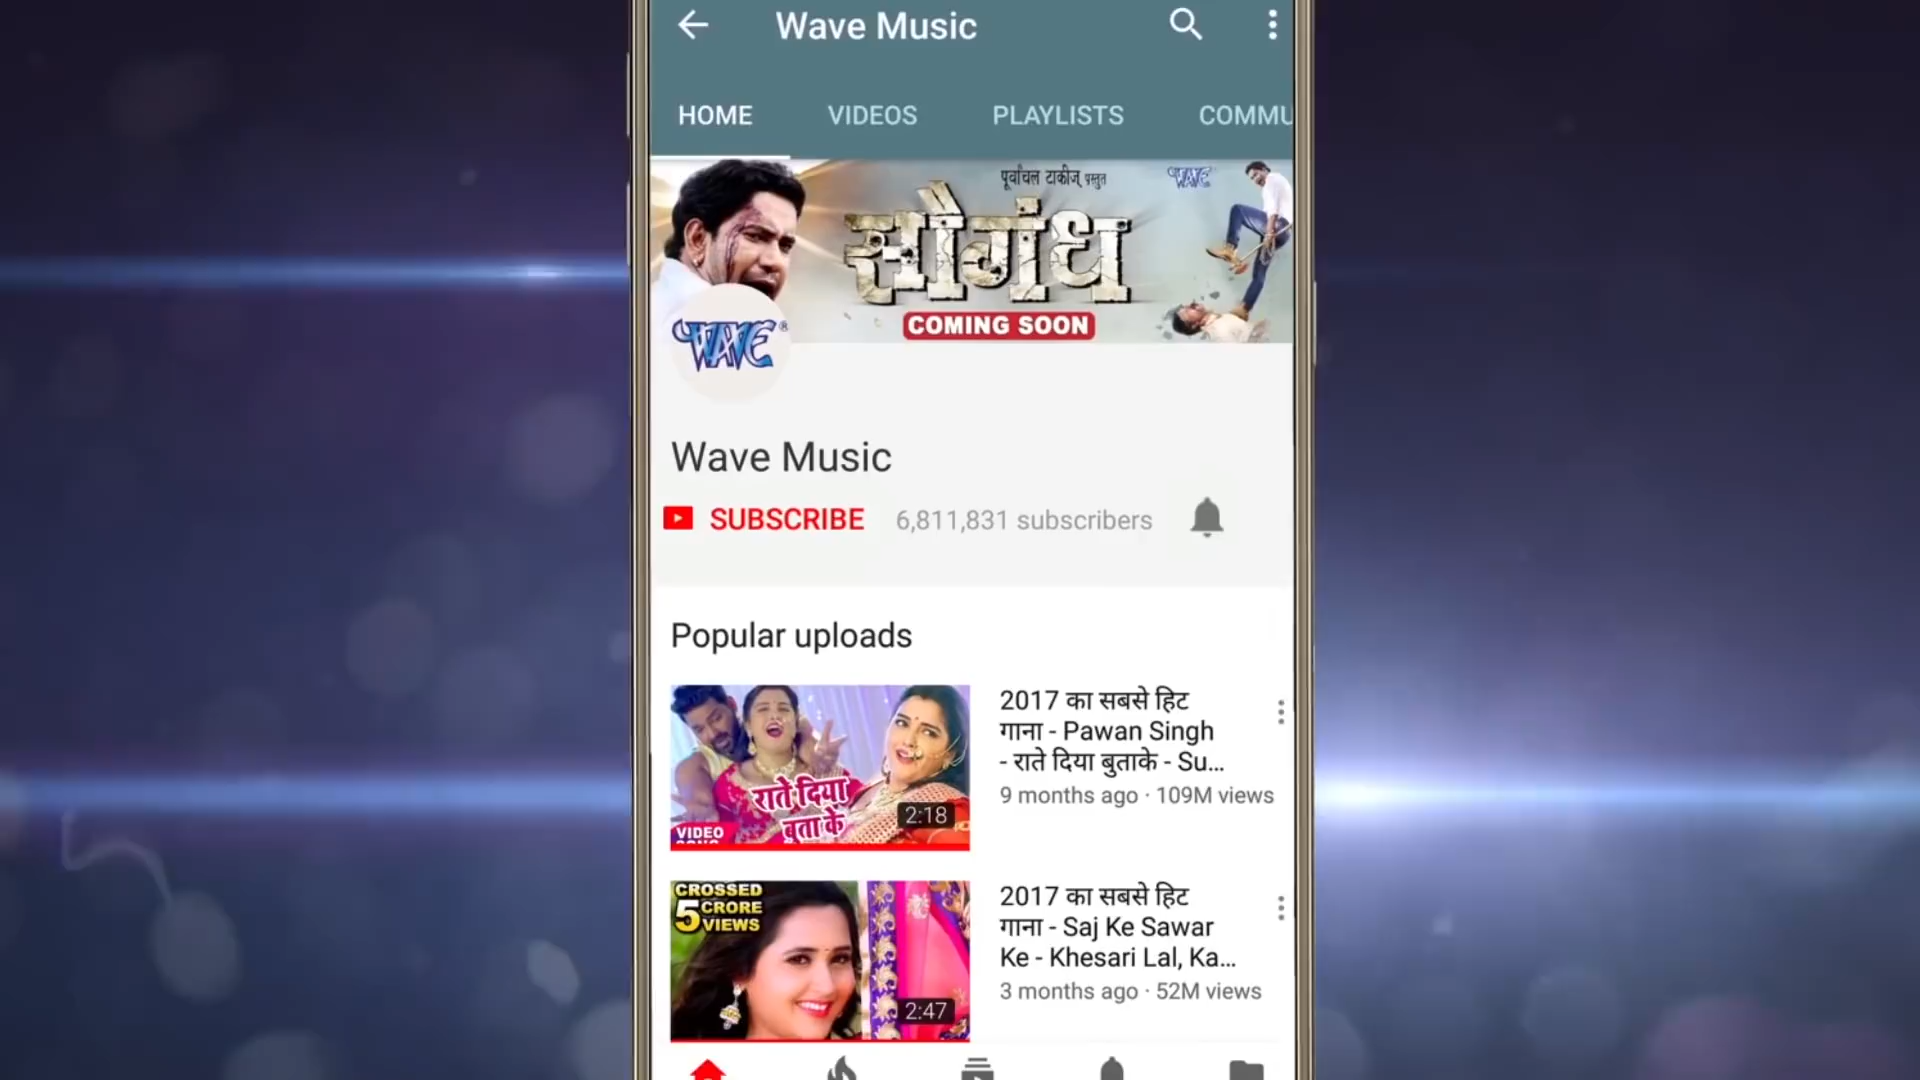 Wave Music
HOME VIDEOS PLAYLISTS COMMU
पूर्वांचल टाकीज् प्रस्तुत
WAVE
सौगंध
COMING SOON
WAVE®
Wave Music
SUBSCRIBE 6,811,831 subscribers
Popular uploads
2017 का सबसे हिट
गाना - Pawan Singh
- राते दिया बुताके - Su...
9 months ago · 109M views
राते दिया
बुता के
VIDEO
SONG
2:18
2017 का सबसे हिट
गाना - Saj Ke Sawar
Ke - Khesari Lal, Ka...
3 months ago · 52M views
CROSSED
5 CRORE
VIEWS
2:47